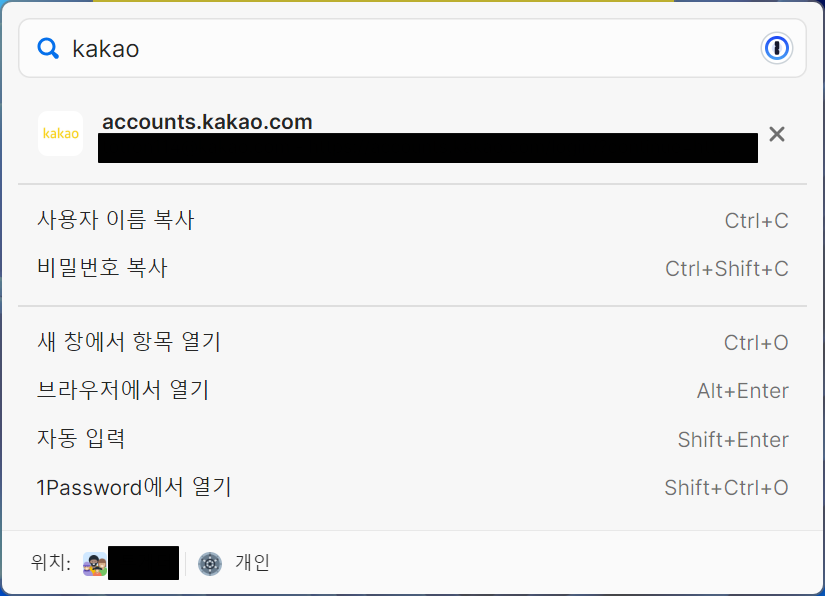 kakao
kakao
accounts.kakao.com
사용자 이름 복사 Ctrl+C
비밀번호 복사 Ctrl+Shift+C
새 창에서 항목 열기 Ctrl+O
브라우저에서 열기 Alt+Enter
자동 입력 Shift+Enter
1Password에서 열기 Shift+Ctrl+O
위치: 개인